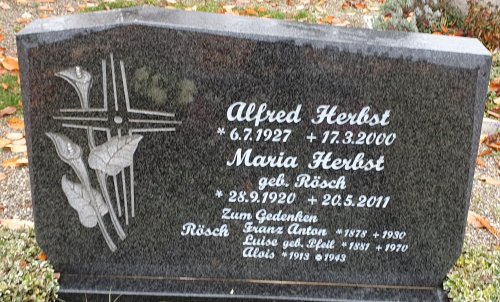 Alfred Herbst
* 6.7.1927 + 17.3.2000
Maria Herbst
geb. Rösch
* 28.9.1920 + 20.5.2011
Zum Gedenken
Rösch Franz Anton * 1878 + 1930
Luise geb. Pfeil * 1881 + 1970
Alois * 1913 ✪ 1943